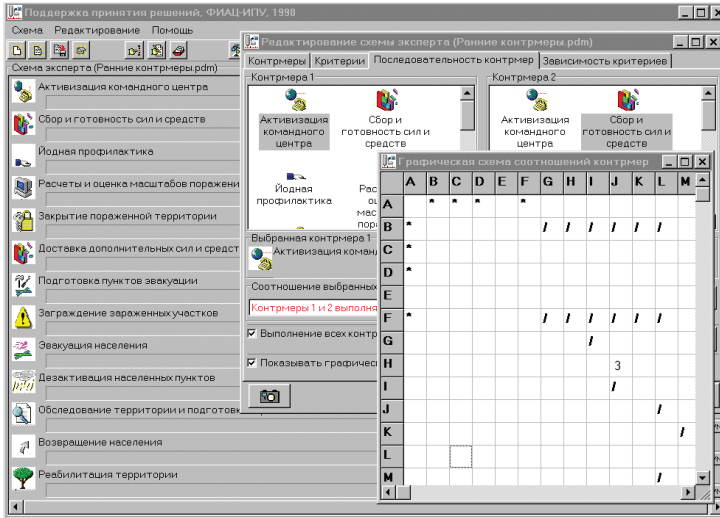 Поддержка принятия решений, ФИАЦ-ИПУ, 1998
Схема Редактирование Помощь
Схема эксперта (Ранние контрмеры.pdm)
Активизация командного центра
Сбор и готовность сил и средств
Йодная профилактика
Расчеты и оценка масштабов поражени
Закрытие пораженной территории
Доставка дополнительных сил и средст
Подготовка пунктов эвакуации
Заграждение зараженных участков
Эвакуация населения
Дезактивация населенных пунктов
Обследование территории и подготовк
Возвращение населения
Реабилитация территории
Редактирование схемы эксперта (Ранние контрмеры.pdm)
Контрмеры Критерии Последовательность контрмер Зависимость критериев
Контрмера 1
Активизация
командного
центра
Сбор и
готовность сил и
средств
Йодная
профилактика
Контрмера 2
Активизация
командного
центра
Сбор и
готовность сил и
средств
Выбранная контрмера 1
Активизация коман
Соотношение выбранных
Контрмеры 1 и 2 выполня
Выполнение всех контр
Показывать графичес
Графическая схема соотношений контрмер
A B C D E F G H I J K L M
A * * * *
B * / / / / / /
C *
D *
E
F * / / / / / /
G /
H 3
I /
J /
K /
L
M /